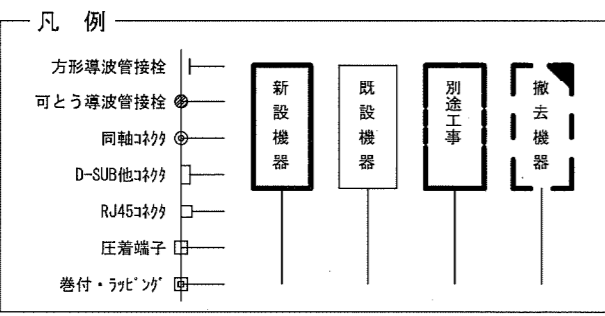 凡 例
方形導波管接栓
可とう導波管接栓
同軸ｺﾈｸﾀ
D-SUB他ｺﾈｸﾀ
RJ45ｺﾈｸﾀ
圧着端子
巻付・ﾗｯﾋﾟﾝｸﾞ
新設機器
既設機器
別途工事
撤去機器